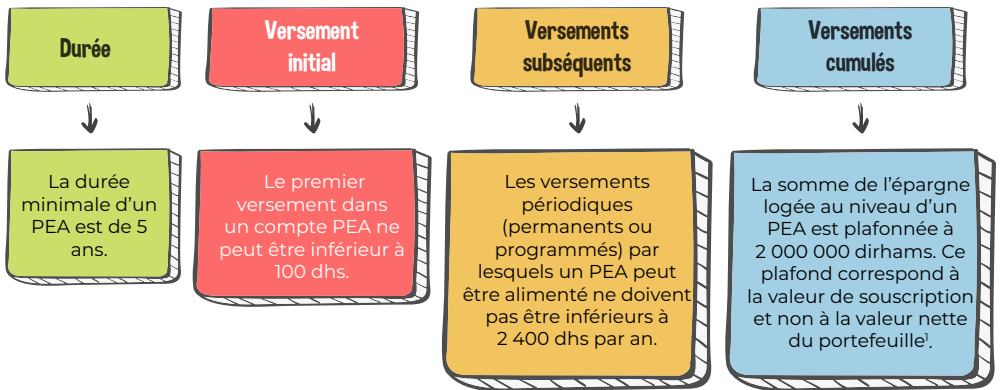 Durée
Versement
initial
Versements
subséquents
Versements
cumulés
La durée
minimale d’un
PEA est de 5
ans.
Le premier
versement dans
un compte PEA ne
peut être inférieur à
100 dhs.
Les versements
périodiques
(permanents ou
programmés) par
lesquels un PEA peut
être alimenté ne doivent
pas être inférieurs à
2 400 dhs par an.
La somme de l’épargne
logée au niveau d’un
PEA est plafonnée à
2 000 000 dirhams. Ce
plafond correspond à
la valeur de souscription
et non à la valeur nette
du portefeuille¹.